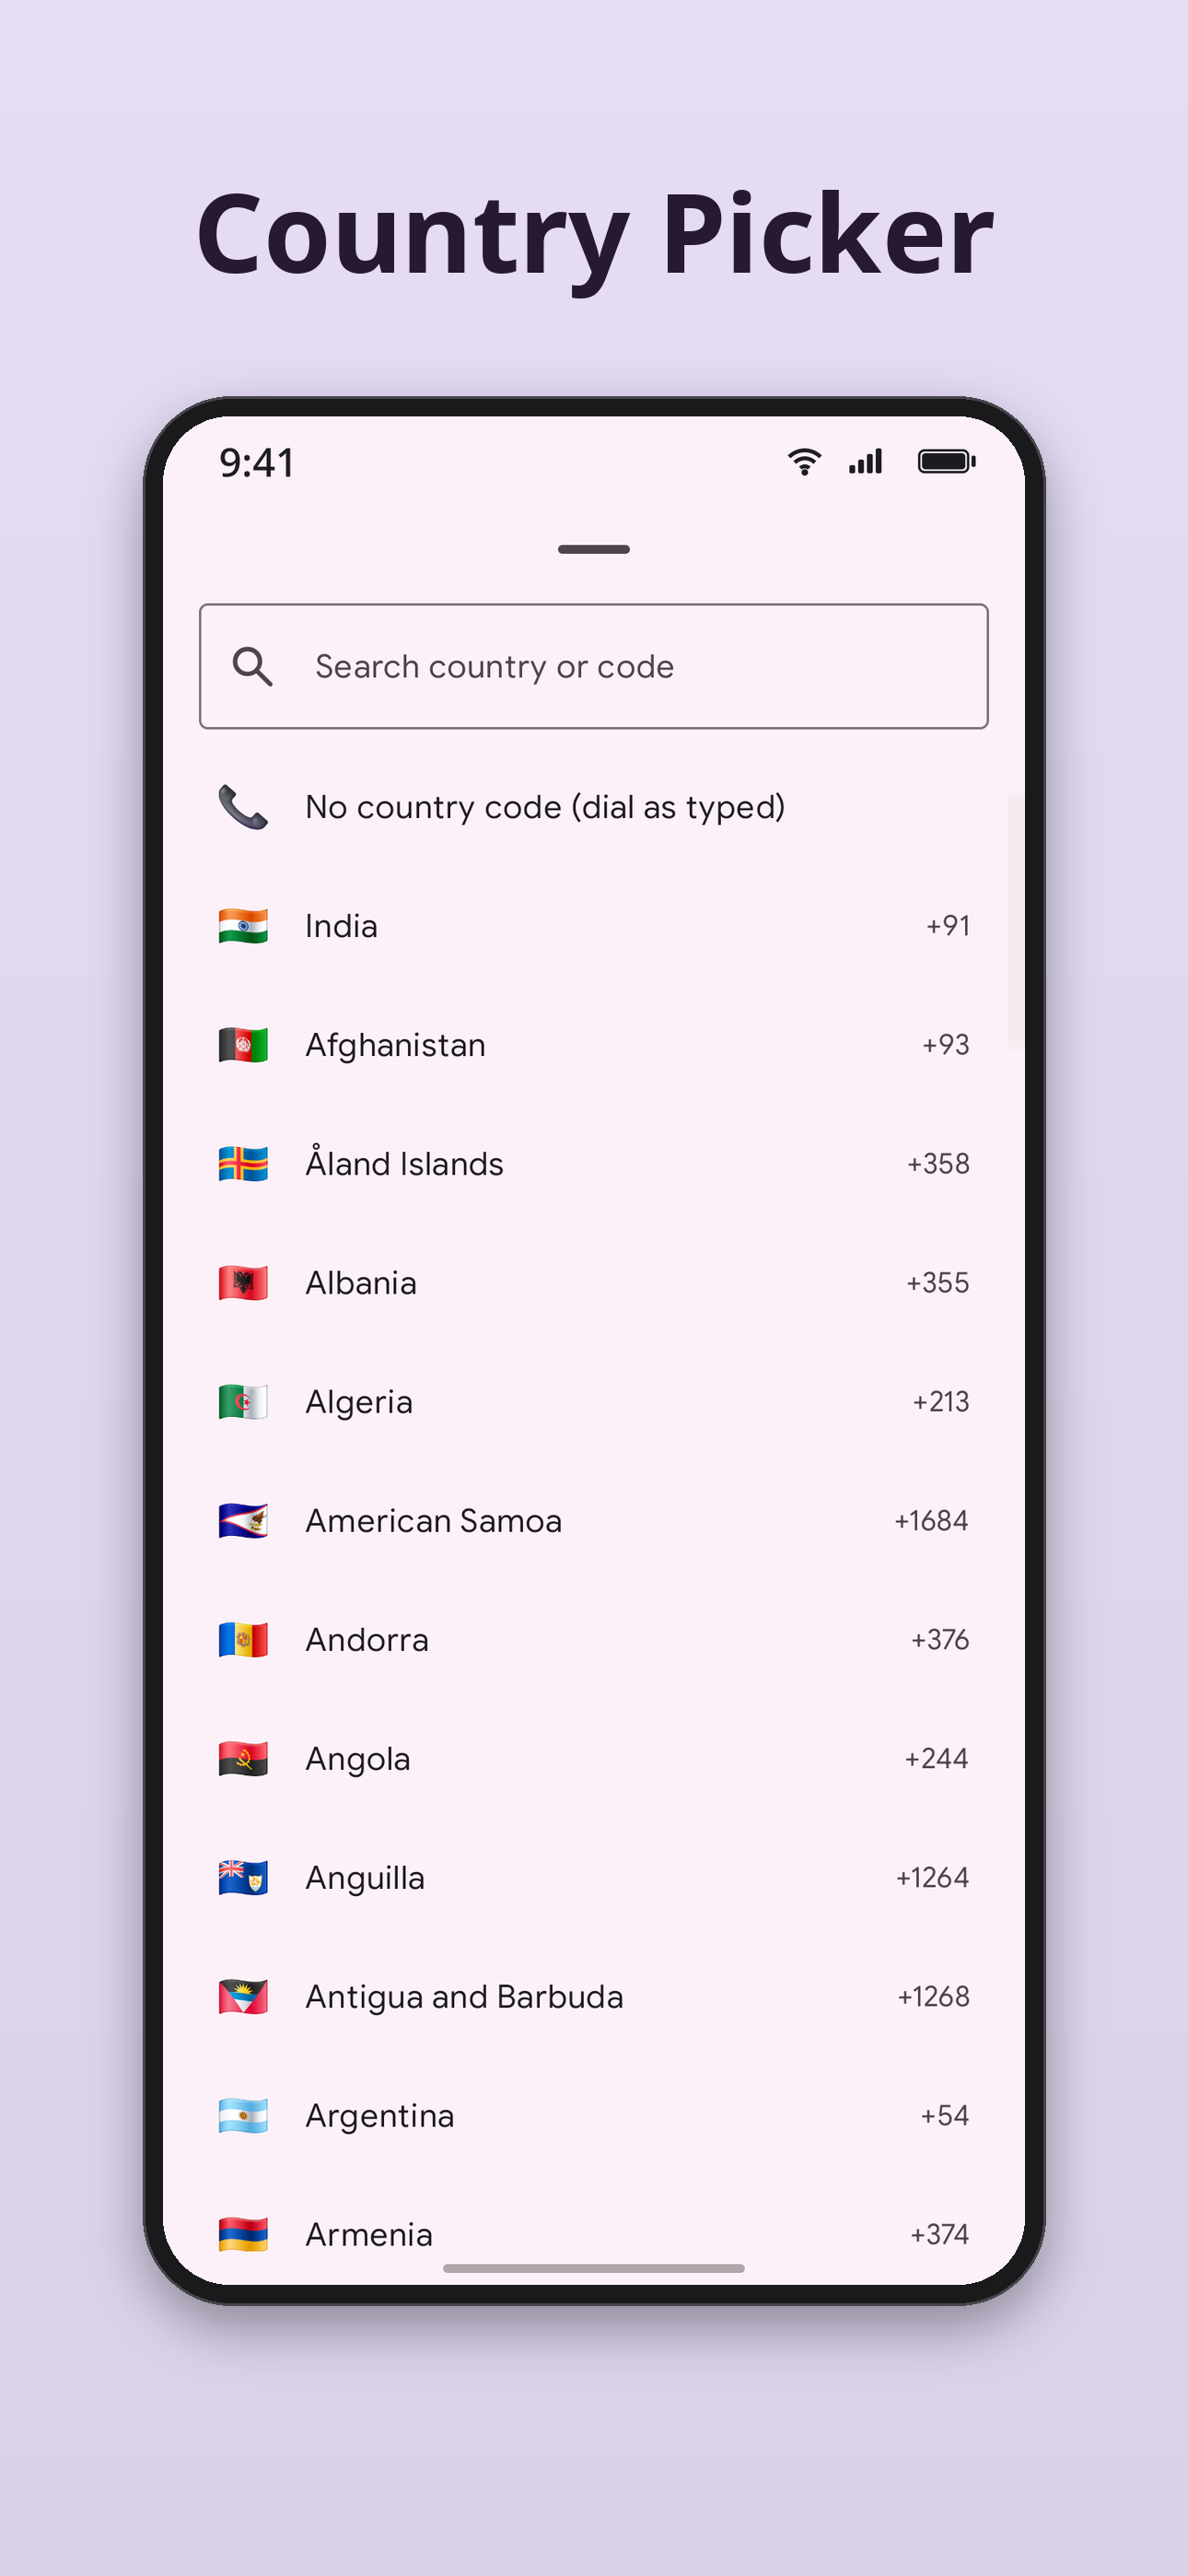 Country Picker
9:41
Search country or code
No country code (dial as typed)
India +91
Afghanistan +93
Åland Islands +358
Albania +355
Algeria +213
American Samoa +1684
Andorra +376
Angola +244
Anguilla +1264
Antigua and Barbuda +1268
Argentina +54
Armenia +374